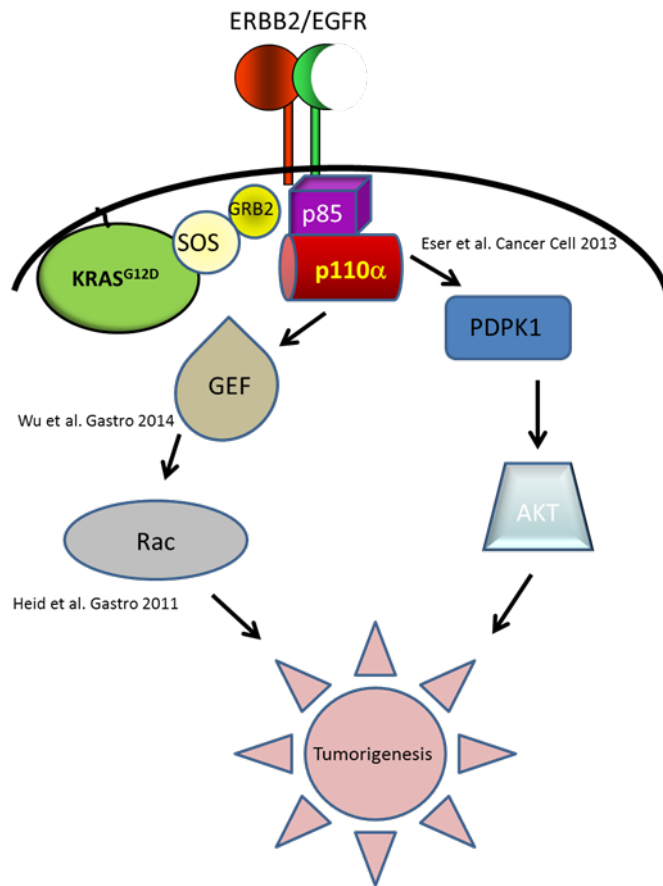 ERBB2/EGFR
GRB2
p85
SOS
KRASG12D
p110α
Eser et al. Cancer Cell 2013
PDPK1
GEF
Wu et al. Gastro 2014
AKT
Rac
Heid et al. Gastro 2011
Tumorigenesis